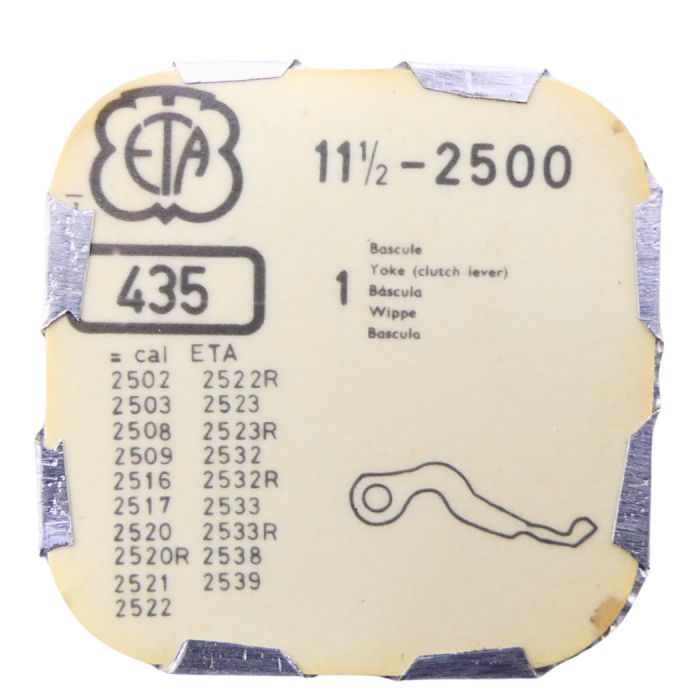 ETA
11½ - 2500
435
1
Bascule
Yoke (clutch lever)
Báscula
Wippe
Bascula
= cal ETA
2502 2522R
2503 2523
2508 2523R
2509 2532
2516 2532R
2517 2533
2520 2533R
2520R 2538
2521 2539
2522